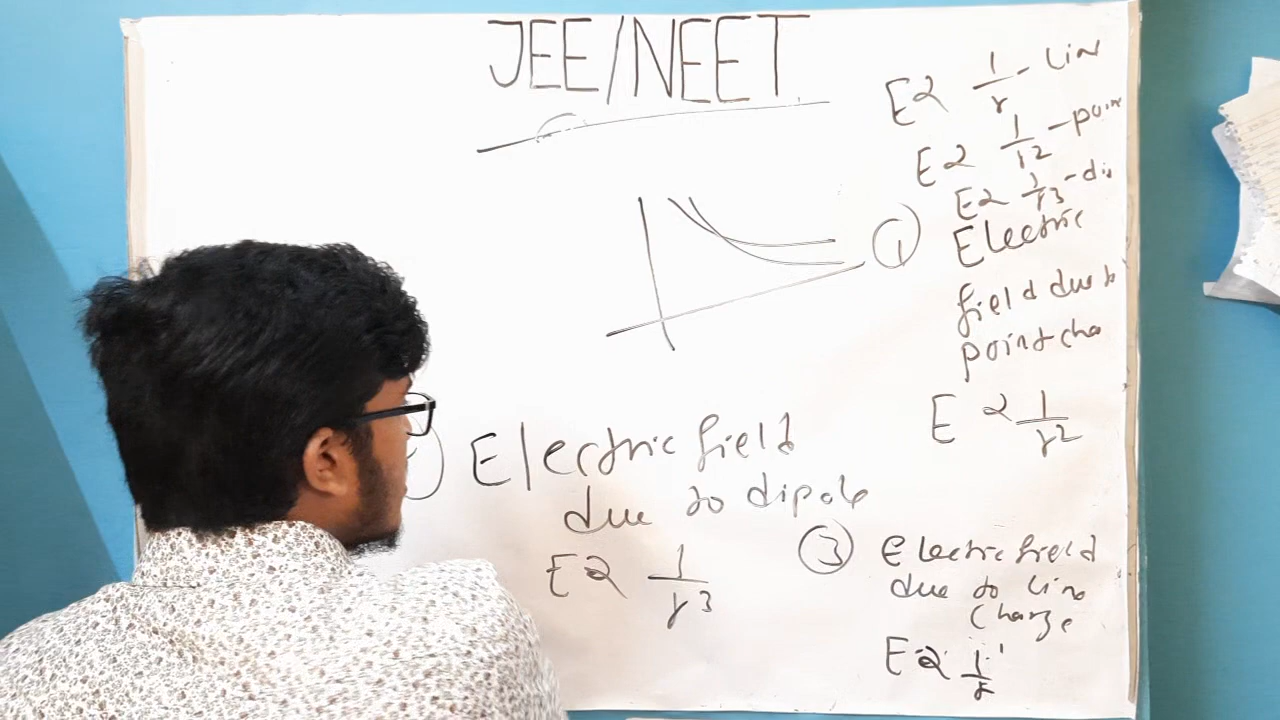 JEE/NEET
E ∝ 1/r - Lin
E ∝ 1/r2 - poin
E ∝ 1/r3 - di
① Electric
field due to
point cha
E ∝ 1/r2
Electric field
due to dipole
E ∝ 1/r3
③ Electric field
due to Line
Charge
E ∝ 1/r